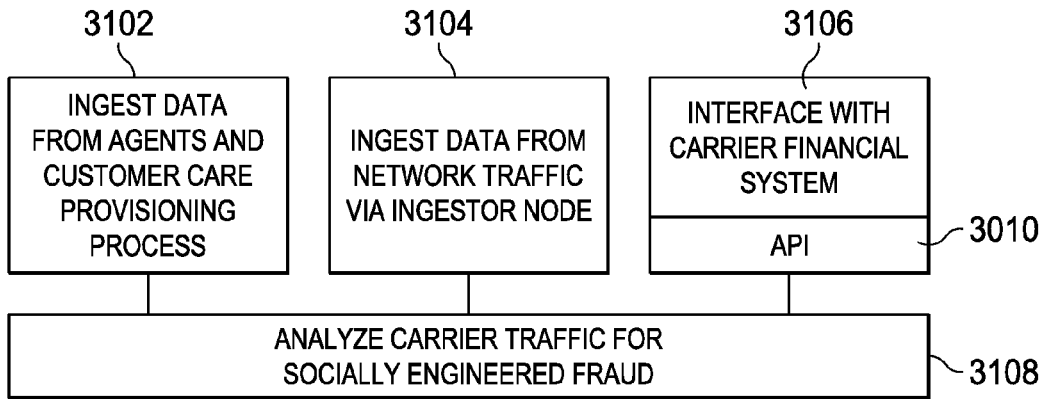 3102
3104
3106
INGEST DATA
FROM AGENTS AND
CUSTOMER CARE
PROVISIONING
PROCESS
INGEST DATA FROM
NETWORK TRAFFIC
VIA INGESTOR NODE
INTERFACE WITH
CARRIER FINANCIAL
SYSTEM
API
3010
ANALYZE CARRIER TRAFFIC FOR
SOCIALLY ENGINEERED FRAUD
3108